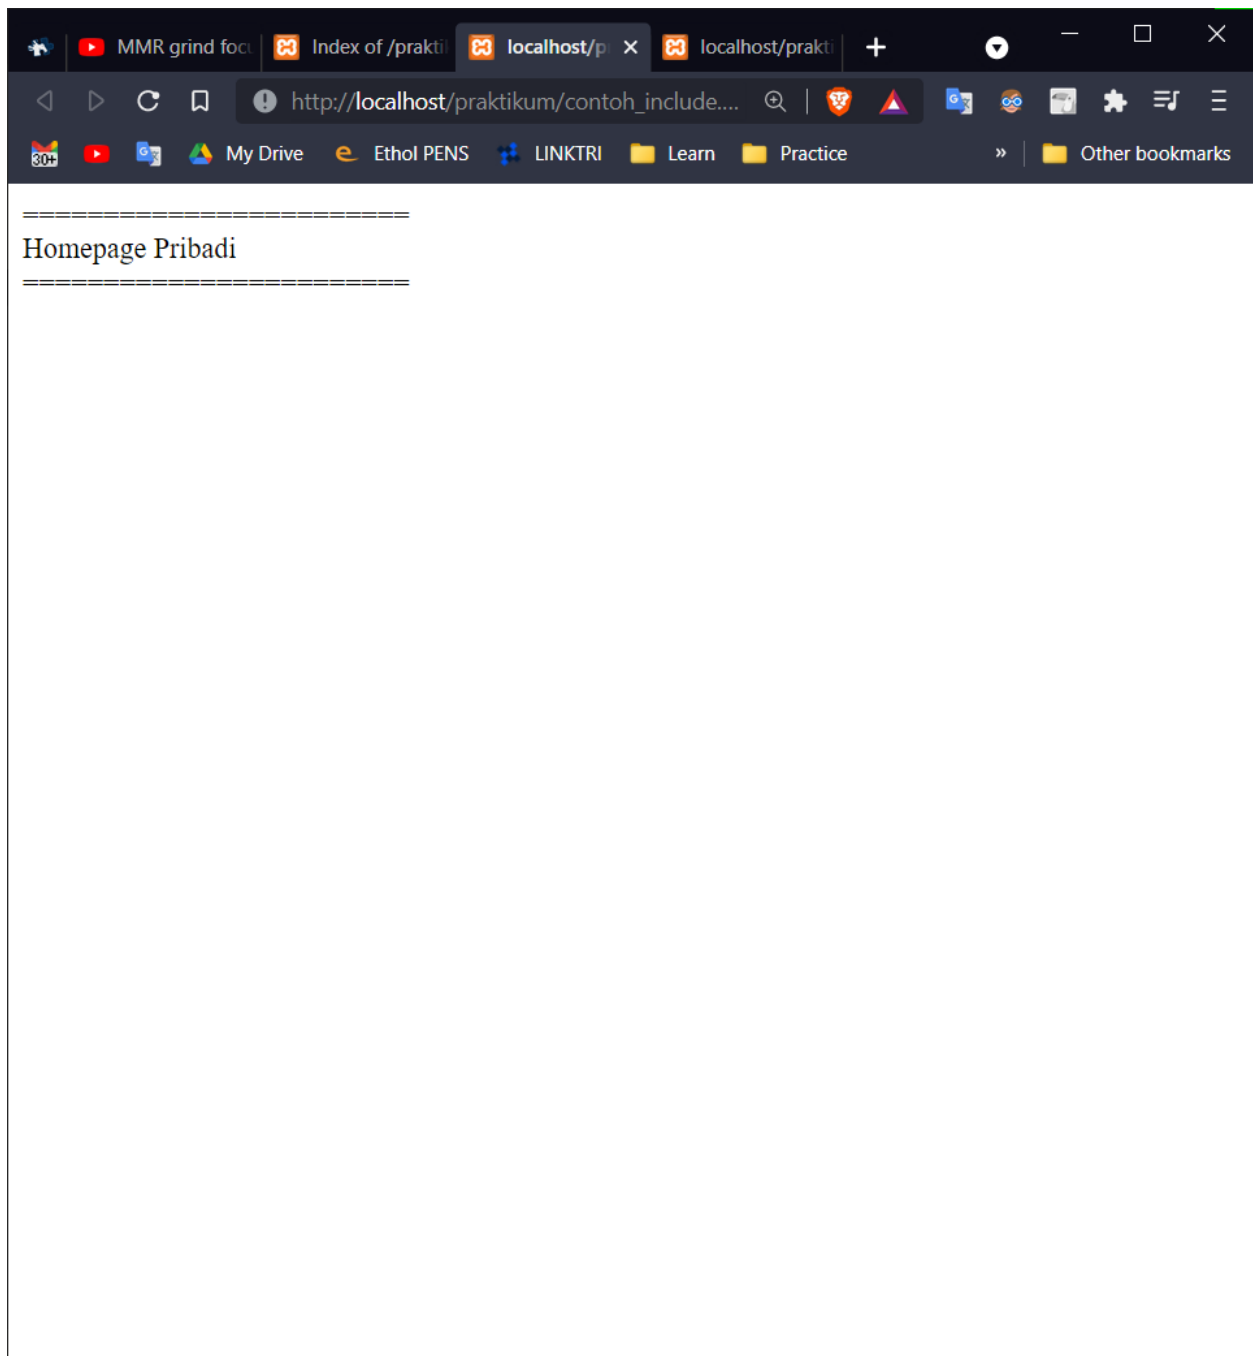 MMR grind focu
Index of /prakti
localhost/p
localhost/prakti
http://localhost/praktikum/contoh_include....
30+
My Drive
Ethol PENS
LINKTRI
Learn
Practice
»
Other bookmarks
========================
Homepage Pribadi
========================